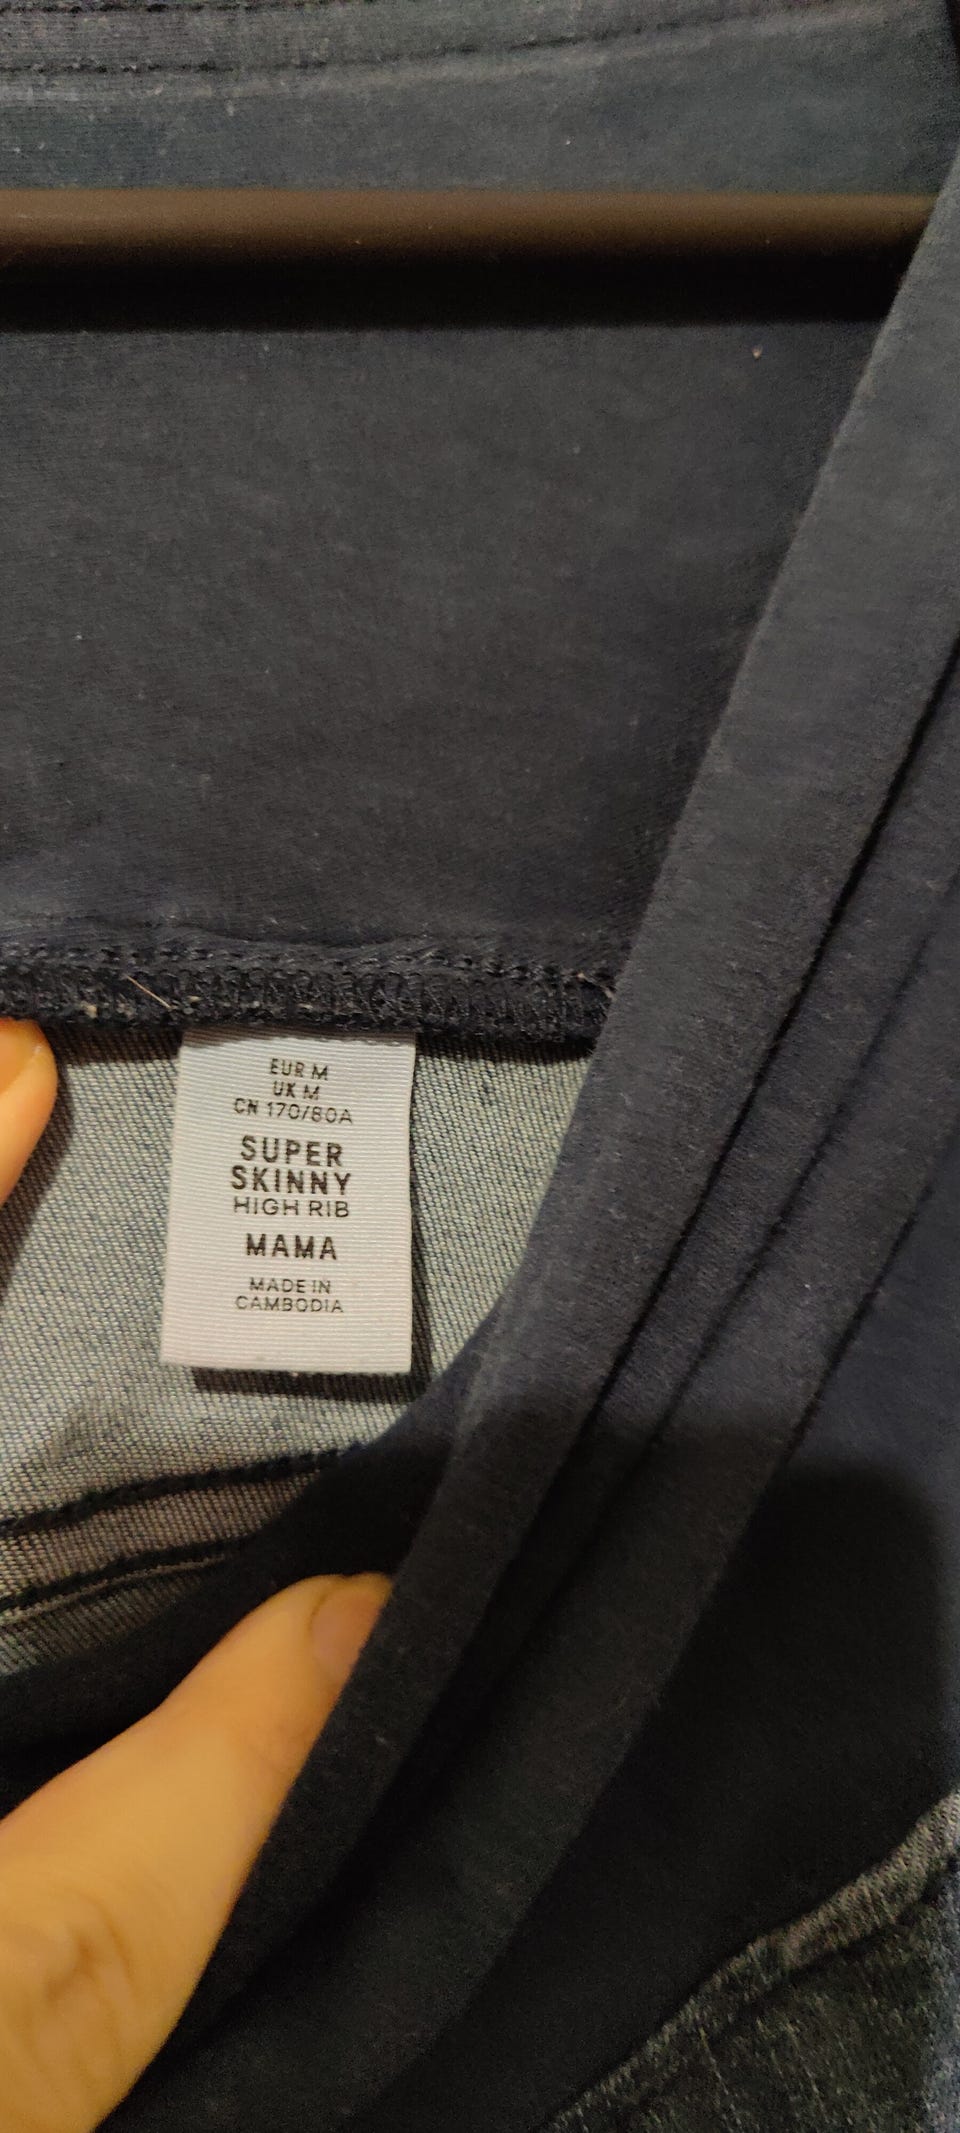 EUR M
UK M
CN 170/80A
SUPER
SKINNY
HIGH RIB
MAMA
MADE IN
CAMBODIA